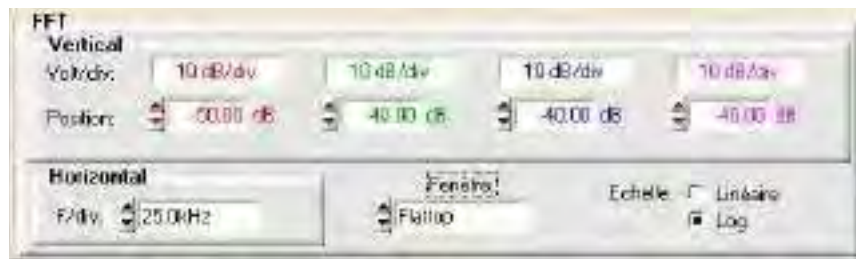 FFT
Vertical
Volt/div: 10 dB/div 10 dB/div 10 dB/div 10 dB/div
Position: -50.00 dB -40.00 dB -40.00 dB -40.00 dB
Horizontal
F/div. 25.0kHz
Fenêtre
Flattop
Echelle Linéaire
Log